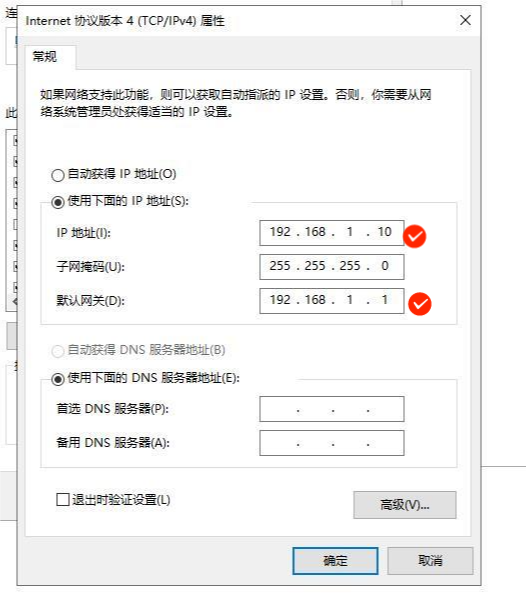 Internet 协议版本 4 (TCP/IPv4) 属性
常规
如果网络支持此功能，则可以获取自动指派的 IP 设置。否则，你需要从网
络系统管理员处获得适当的 IP 设置。
自动获得 IP 地址(O)
使用下面的 IP 地址(S):
IP 地址(I):
192 . 168 . 1 . 10
子网掩码(U):
255 . 255 . 255 . 0
默认网关(D):
192 . 168 . 1 . 1
自动获得 DNS 服务器地址(B)
使用下面的 DNS 服务器地址(E):
首选 DNS 服务器(P):
. . .
备用 DNS 服务器(A):
. . .
退出时验证设置(L)
高级(V)...
确定
取消